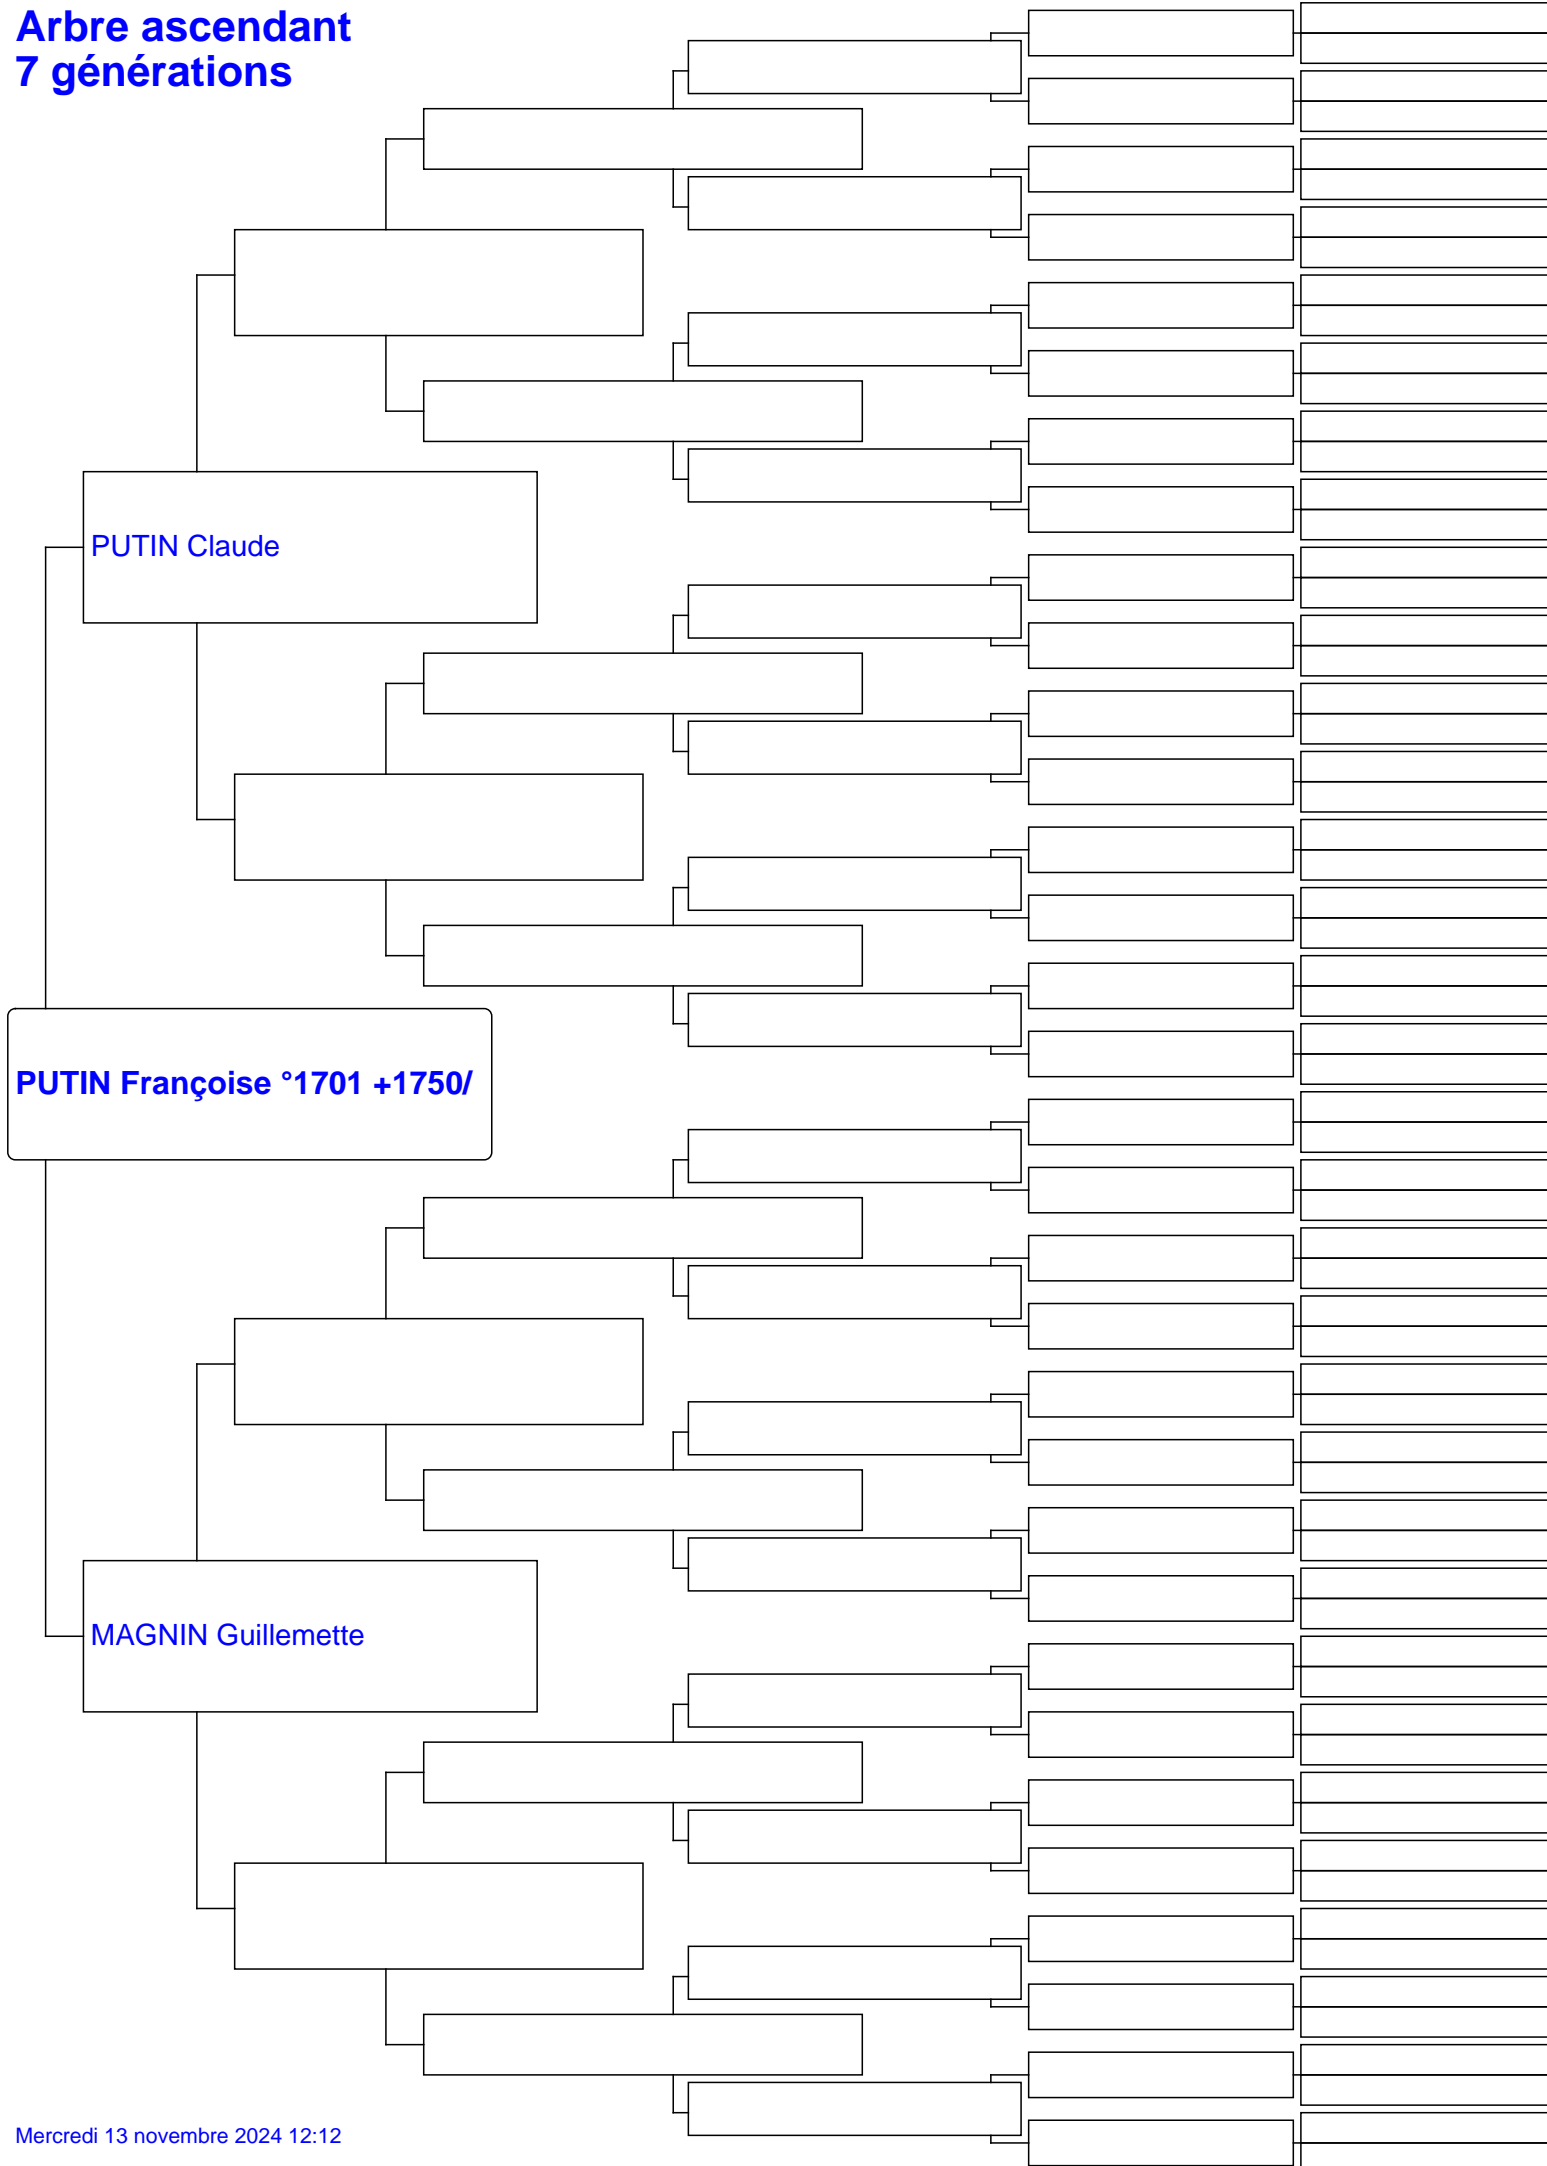 Arbre ascendant
7 générations
PUTIN Claude
PUTIN Françoise °1701 +1750/
MAGNIN Guillemette
Mercredi 13 novembre 2024 12:12